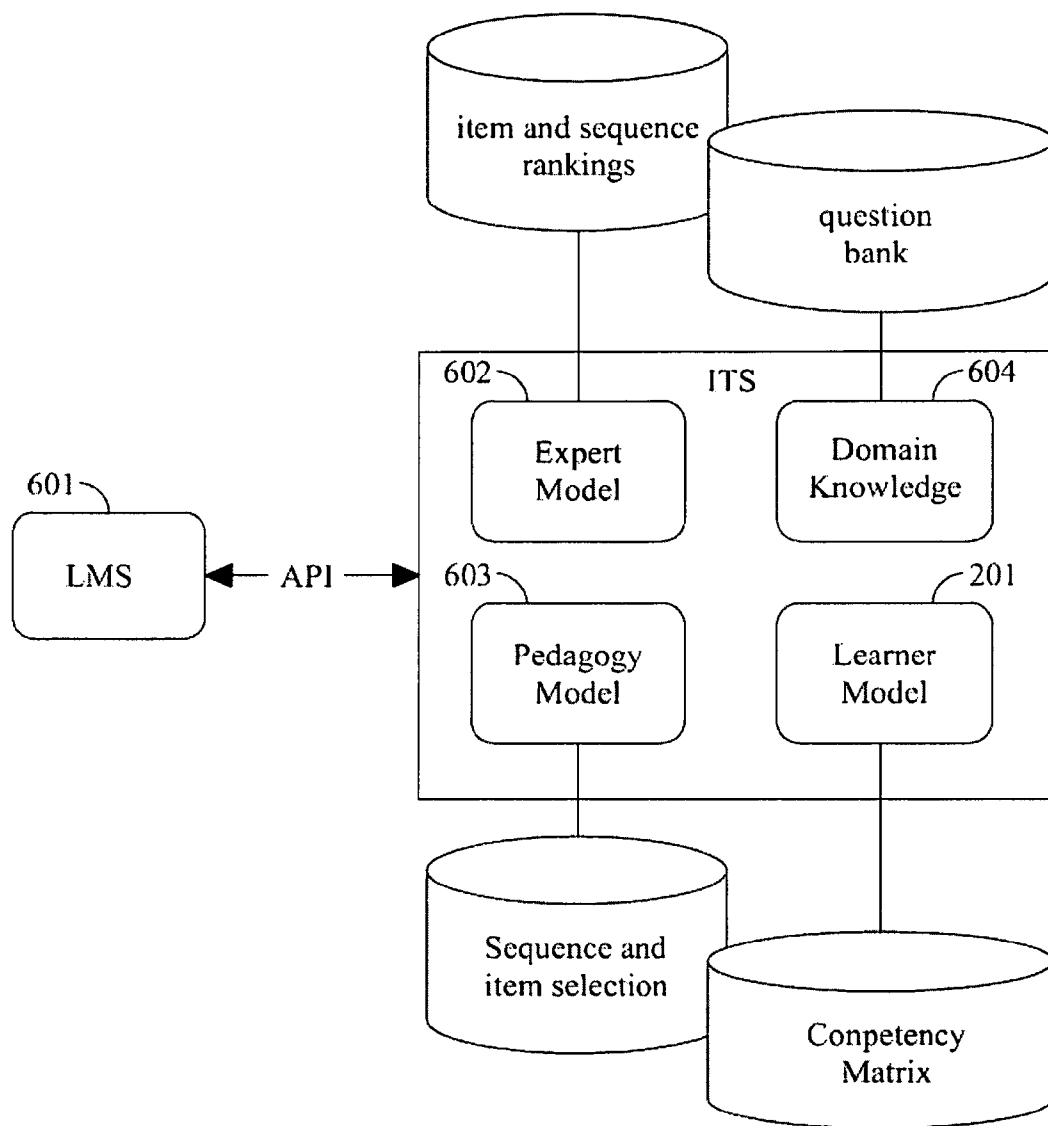 item and sequence
rankings
question
bank
602
ITS
604
Expert
Model
Domain
Knowledge
601
LMS
API
603
201
Pedagogy
Model
Learner
Model
Sequence and
item selection
Conpetency
Matrix